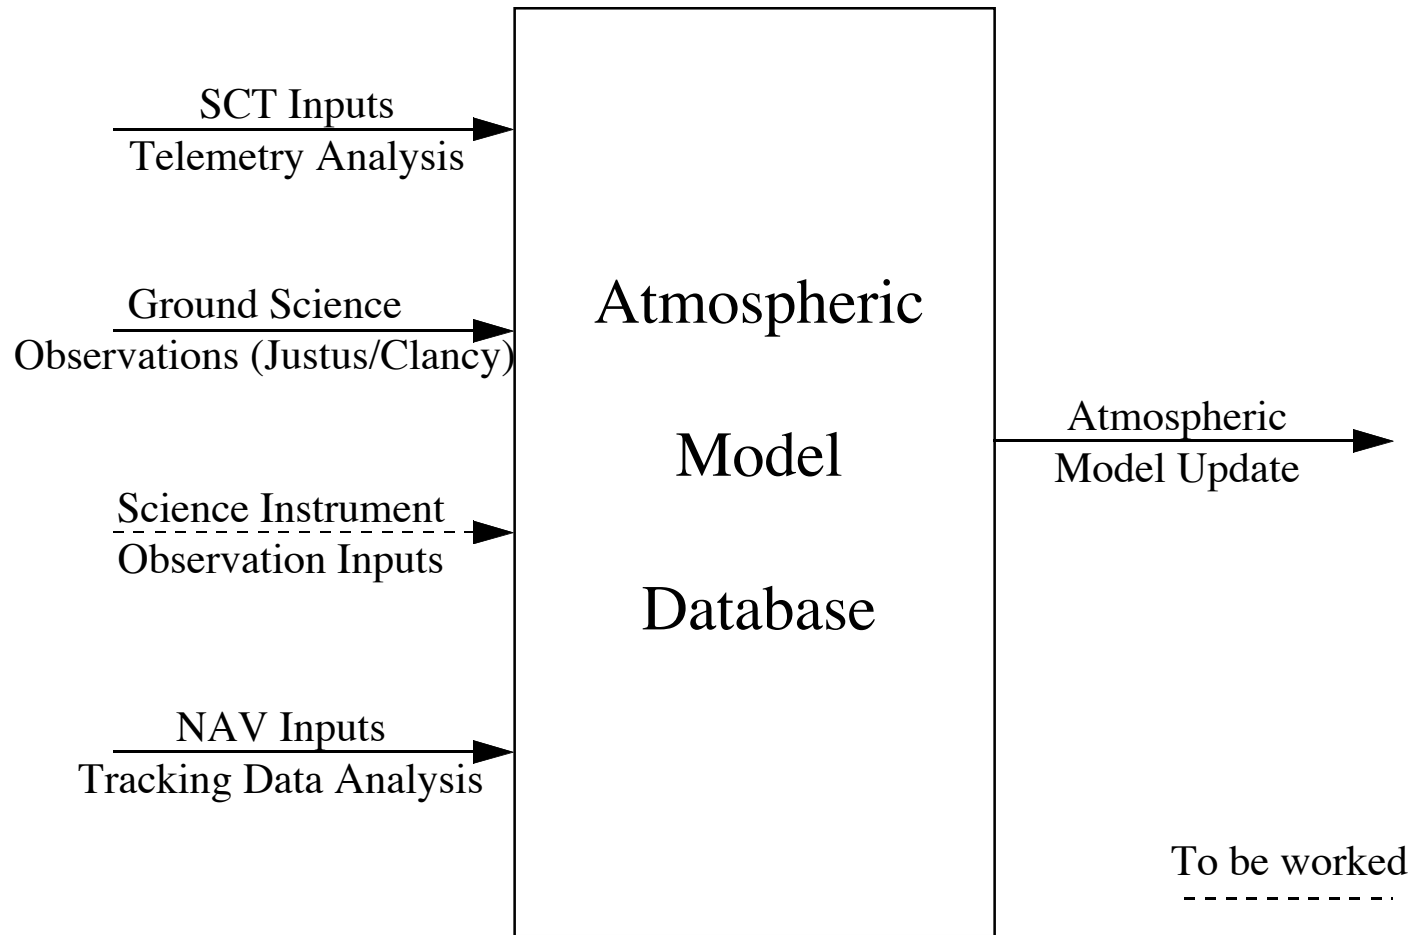 SCT Inputs
Telemetry Analysis
Ground Science
Observations (Justus/Clancy)
Science Instrument
Observation Inputs
NAV Inputs
Tracking Data Analysis
Atmospheric
Model
Database
Atmospheric
Model Update
To be worked